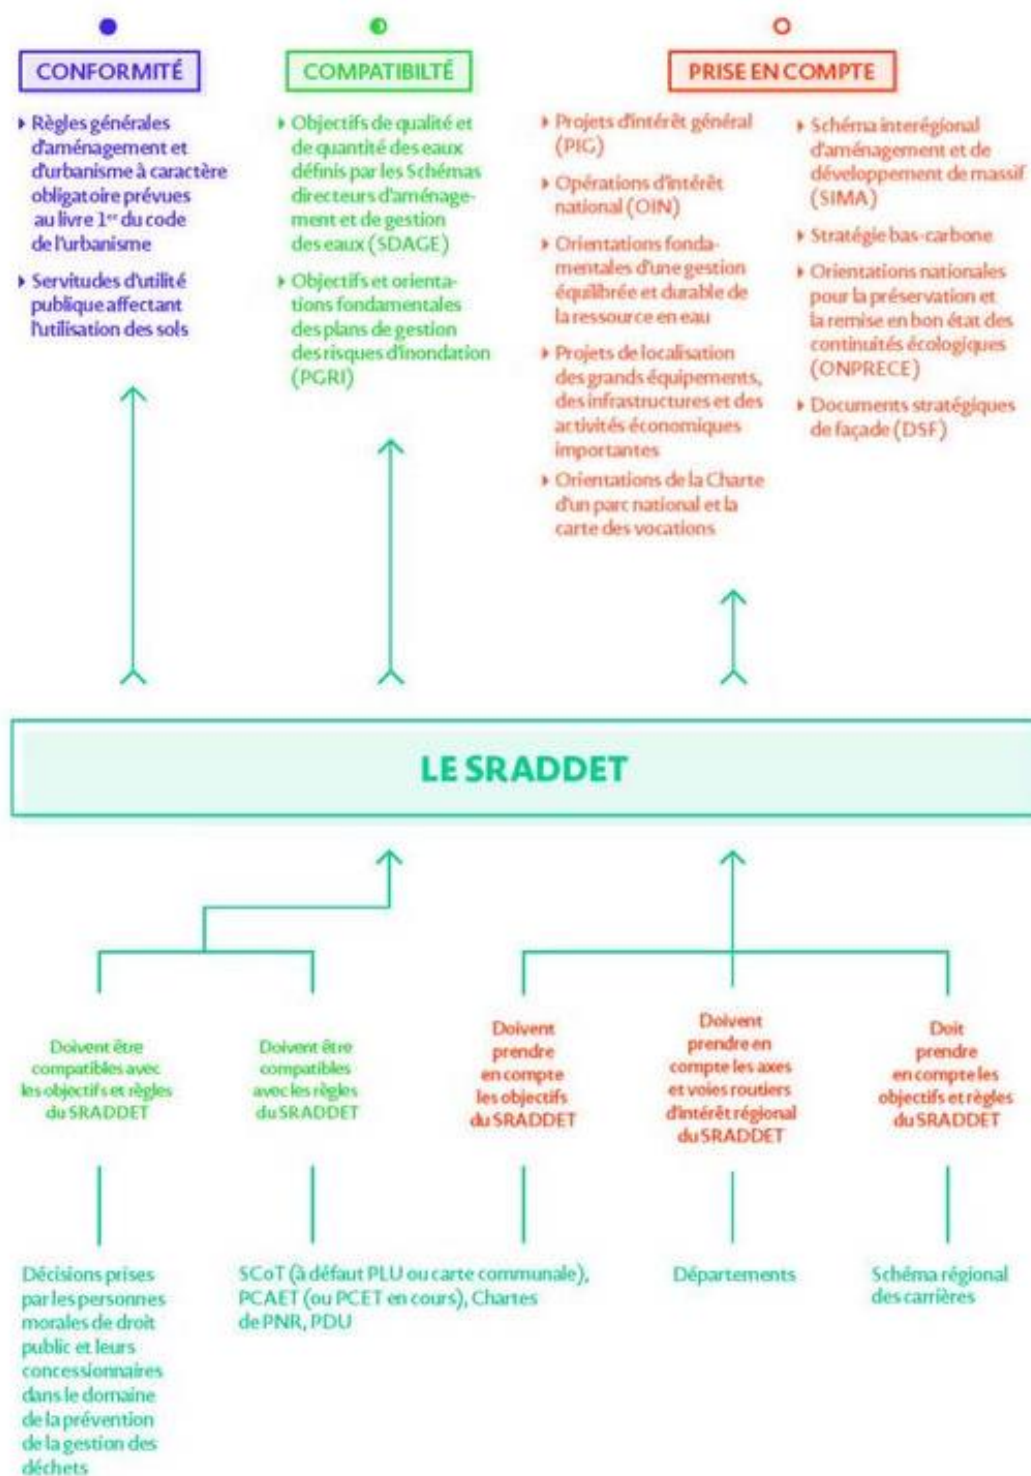 CONFORMITÉ
Règles générales
d'aménagement et
d'urbanisme à caractère
obligatoire prévues
au livre 1er du code
de l'urbanisme
Servitudes d'utilité
publique affectant
l'utilisation des sols
COMPATIBILTÉ
Objectifs de qualité et
de quantité des eaux
définis par les Schémas
directeurs d'aménage-
ment et de gestion
des eaux (SDAGE)
Objectifs et orienta-
tions fondamentales
des plans de gestion
des risques d'inondation
(PGRI)
PRISE EN COMPTE
Projets d'intérêt général
(PIG)
Opérations d'intérêt
national (OIN)
Orientations fonda-
mentales d'une gestion
équilibrée et durable de
la ressource en eau
Projets de localisation
des grands équipements,
des infrastructures et des
activités économiques
importantes
Orientations de la Charte
d'un parc national et la
carte des vocations
Schéma interégional
d'aménagement et de
développement de massif
(SIMA)
Stratégie bas-carbone
Orientations nationales
pour la préservation et
la remise en bon état des
continuités écologiques
(ONPRECE)
Documents stratégiques
de façade (DSF)
LE SRADDET
Doivent être
compatibles avec
les objectifs et règles
du SRADDET
Doivent être
compatibles
avec les règles
du SRADDET
Doivent
prendre
en compte
les objectifs
du SRADDET
Doivent
prendre en
compte les axes
et voies routiers
d'intérêt régional
du SRADDET
Doit
prendre
en compte les
objectifs et règles
du SRADDET
Décisions prises
par les personnes
morales de droit
public et leurs
concessionnaires
dans le domaine
de la prévention
de la gestion des
déchets
SCoT (à défaut PLU ou carte communale),
PCAET (ou PCET en cours), Chartes
de PNR, PDU
Départements
Schéma régional
des carrières